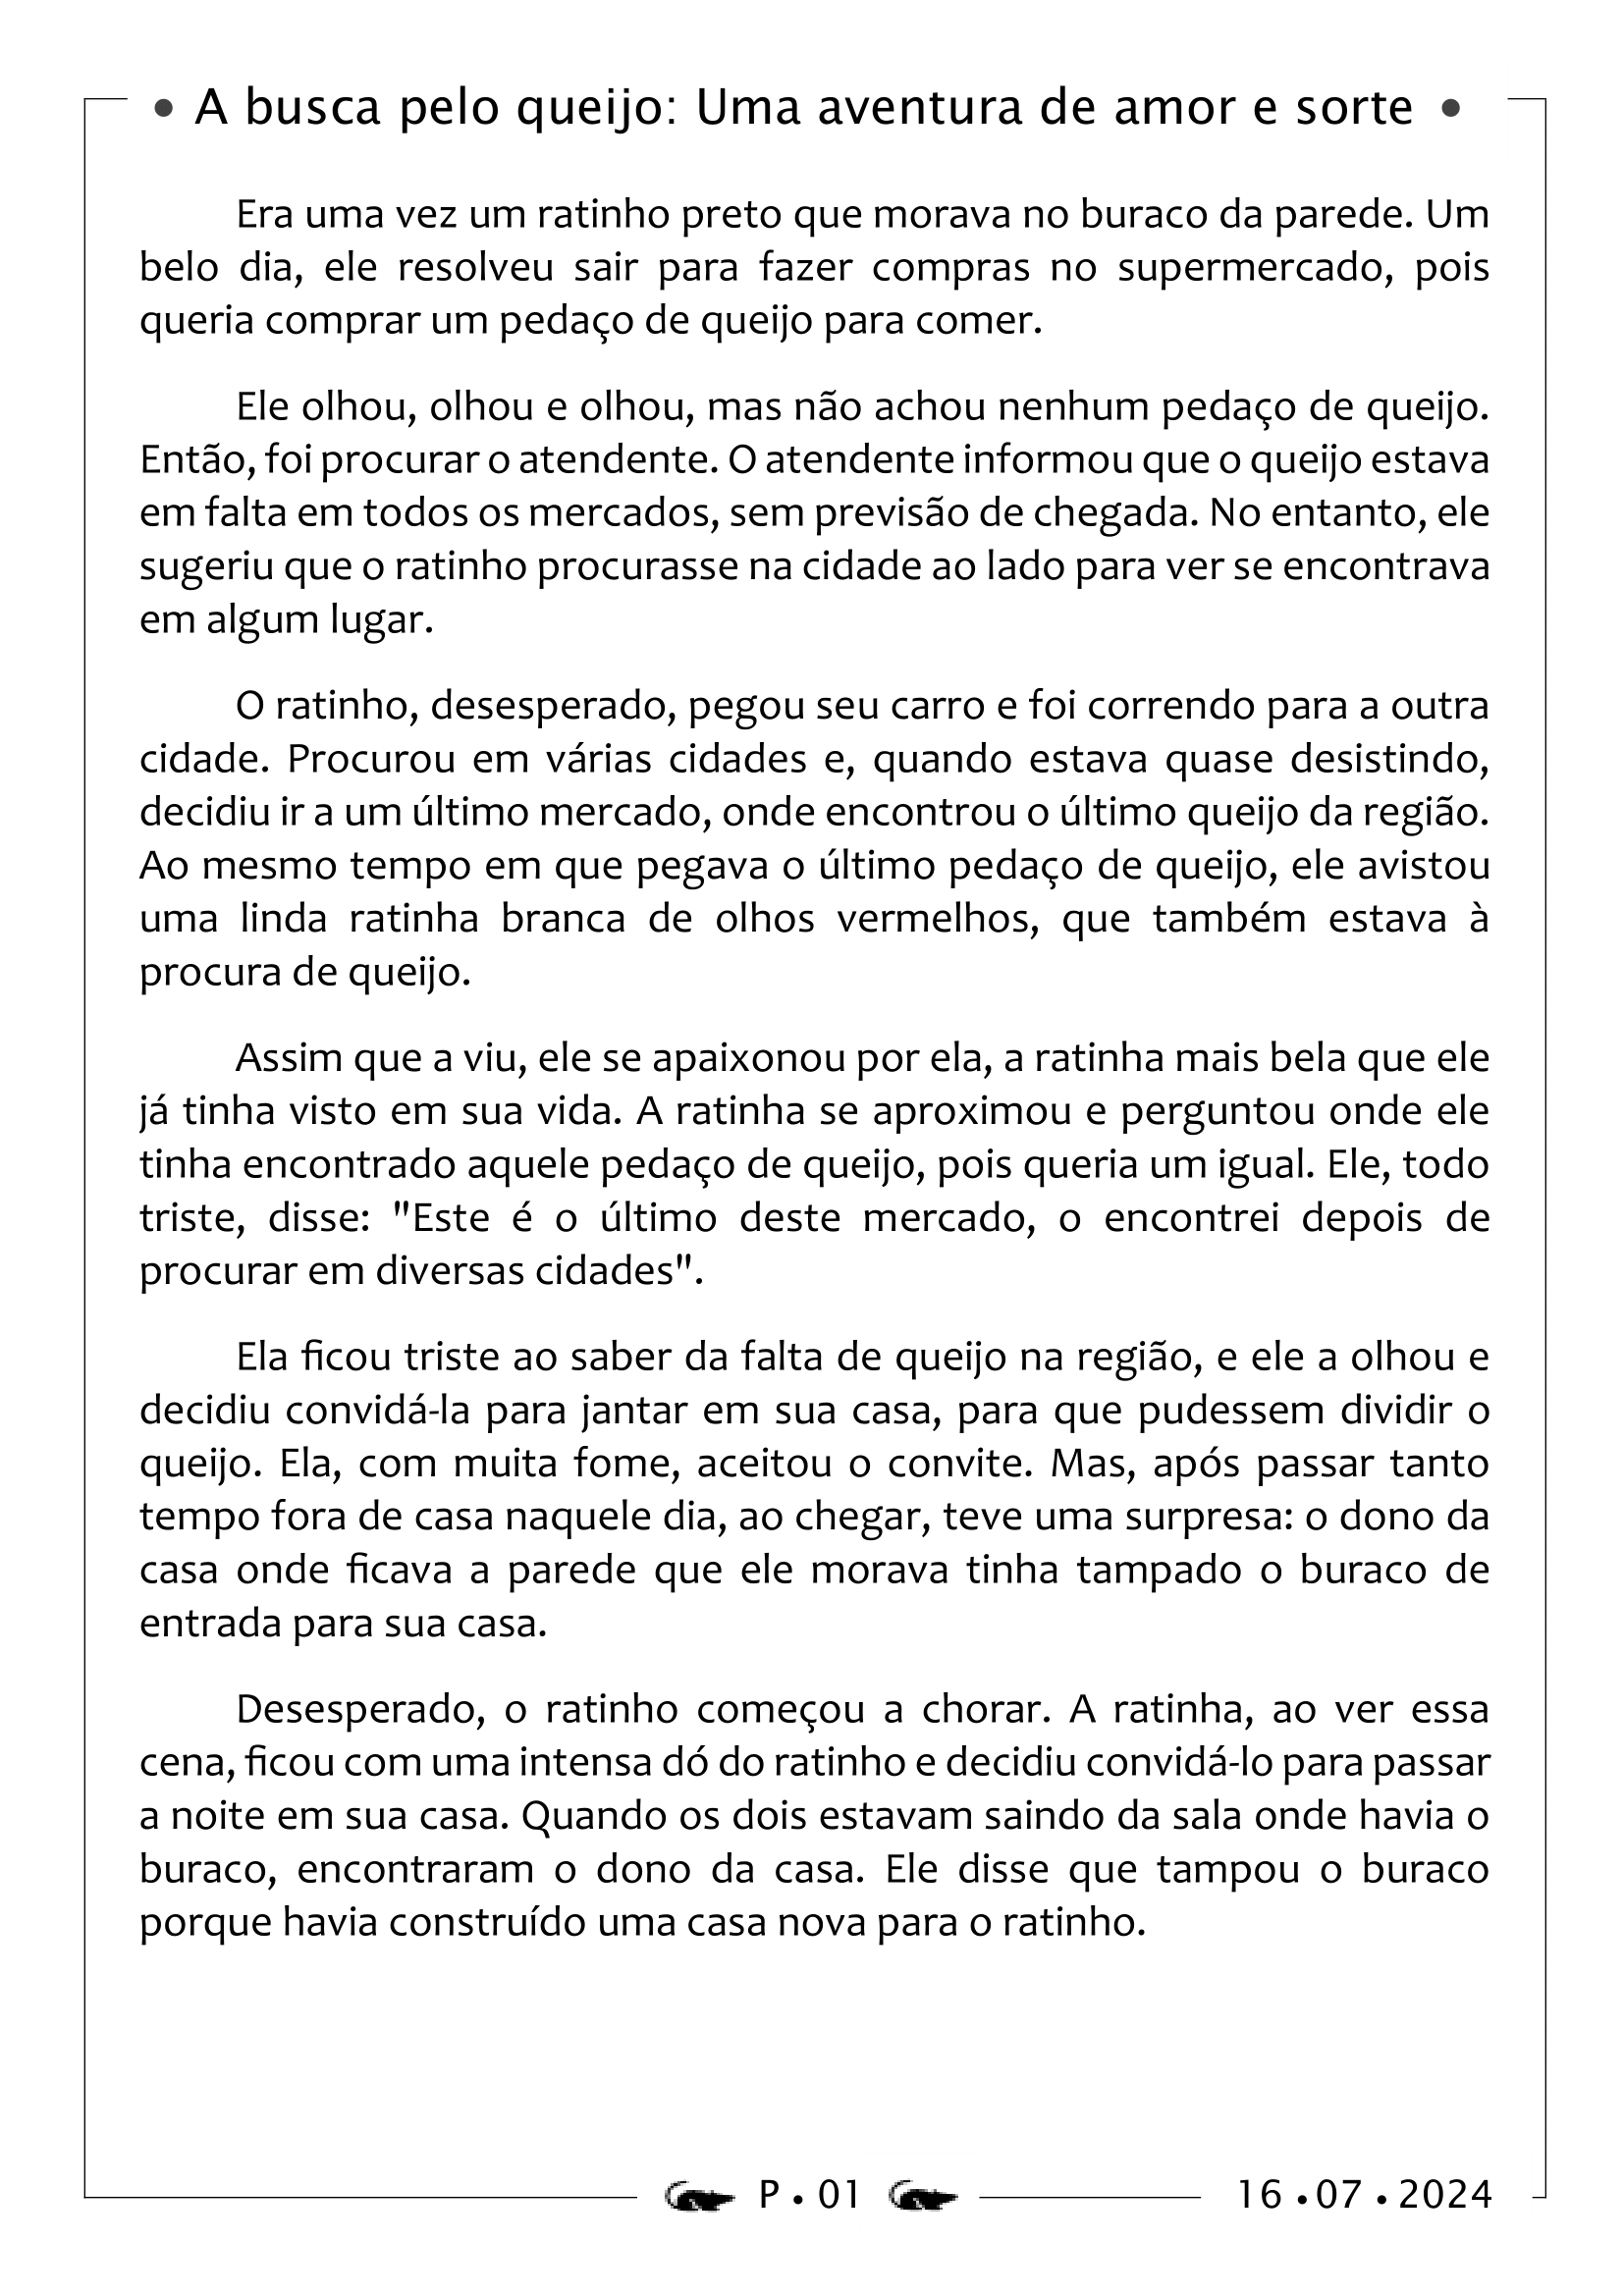 • A busca pelo queijo: Uma aventura de amor e sorte •
Era uma vez um ratinho preto que morava no buraco da parede. Um
belo dia, ele resolveu sair para fazer compras no supermercado, pois
queria comprar um pedaço de queijo para comer.
Ele olhou, olhou e olhou, mas não achou nenhum pedaço de queijo.
Então, foi procurar o atendente. O atendente informou que o queijo estava
em falta em todos os mercados, sem previsão de chegada. No entanto, ele
sugeriu que o ratinho procurasse na cidade ao lado para ver se encontrava
em algum lugar.
O ratinho, desesperado, pegou seu carro e foi correndo para a outra
cidade. Procurou em várias cidades e, quando estava quase desistindo,
decidiu ir a um último mercado, onde encontrou o último queijo da região.
Ao mesmo tempo em que pegava o último pedaço de queijo, ele avistou
uma linda ratinha branca de olhos vermelhos, que também estava à
procura de queijo.
Assim que a viu, ele se apaixonou por ela, a ratinha mais bela que ele
já tinha visto em sua vida. A ratinha se aproximou e perguntou onde ele
tinha encontrado aquele pedaço de queijo, pois queria um igual. Ele, todo
triste, disse: "Este é o último deste mercado, o encontrei depois de
procurar em diversas cidades".
Ela ficou triste ao saber da falta de queijo na região, e ele a olhou e
decidiu convidá-la para jantar em sua casa, para que pudessem dividir o
queijo. Ela, com muita fome, aceitou o convite. Mas, após passar tanto
tempo fora de casa naquele dia, ao chegar, teve uma surpresa: o dono da
casa onde ficava a parede que ele morava tinha tampado o buraco de
entrada para sua casa.
Desesperado, o ratinho começou a chorar. A ratinha, ao ver essa
cena, ficou com uma intensa dó do ratinho e decidiu convidá-lo para passar
a noite em sua casa. Quando os dois estavam saindo da sala onde havia o
buraco, encontraram o dono da casa. Ele disse que tampou o buraco
porque havia construído uma casa nova para o ratinho.
P • 01
16 • 07 • 2024